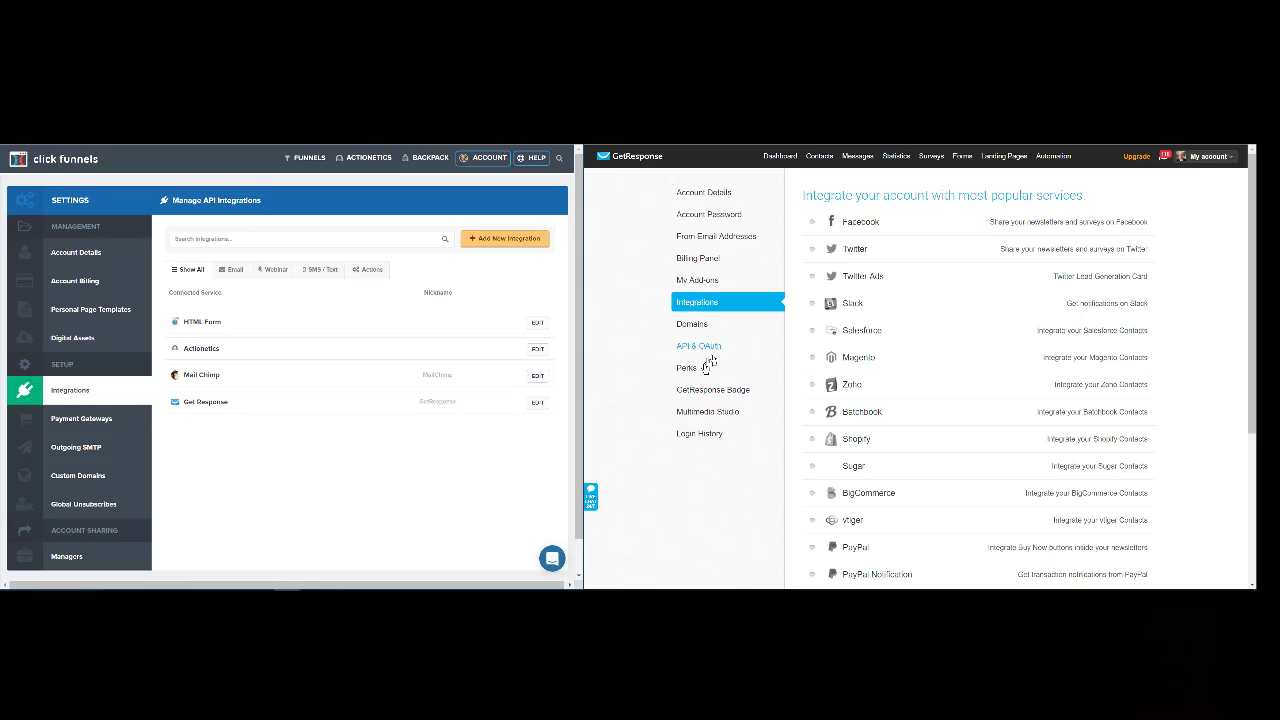 click funnels
FUNNELS
ACTIONETICS
BACKPACK
ACCOUNT
HELP
SETTINGS
MANAGEMENT
Account Details
Account Billing
Personal Page Templates
Digital Assets
SETUP
Integrations
Payment Gateways
Outgoing SMTP
Custom Domains
Global Unsubscribes
ACCOUNT SHARING
Managers
Manage API Integrations
Search Integrations...
+ Add New Integration
Show All
Email
Webinar
SMS / Text
Actions
Connected Service Nickname
HTML Form EDIT
Actionetics EDIT
Mail Chimp MailChimp EDIT
Get Response GetResponse EDIT
GetResponse
Dashboard Contacts Messages Statistics Surveys Forms Landing Pages Automation
Upgrade
My account
Account Details
Account Password
From Email Addresses
Billing Panel
My Add-ons
Integrations
Domains
API & OAuth
Perks
GetResponse Badge
Multimedia Studio
Login History
LIVE
CHAT
24/7
Integrate your account with most popular services.
Facebook Share your newsletters and surveys on Facebook
Twitter Share your newsletters and surveys on Twitter
Twitter Ads Twitter Lead Generation Card
Slack Get notifications on Slack
Salesforce Integrate your Salesforce Contacts
Magento Integrate your Magento Contacts
Zoho Integrate your Zoho Contacts
Batchbook Integrate your Batchbook Contacts
Shopify Integrate your Shopify Contacts
Sugar Integrate your Sugar Contacts
BigCommerce Integrate your BigCommerce Contacts
vtiger Integrate your vtiger Contacts
PayPal Integrate Buy Now buttons inside your newsletters
PayPal Notification Get transaction notifications from PayPal